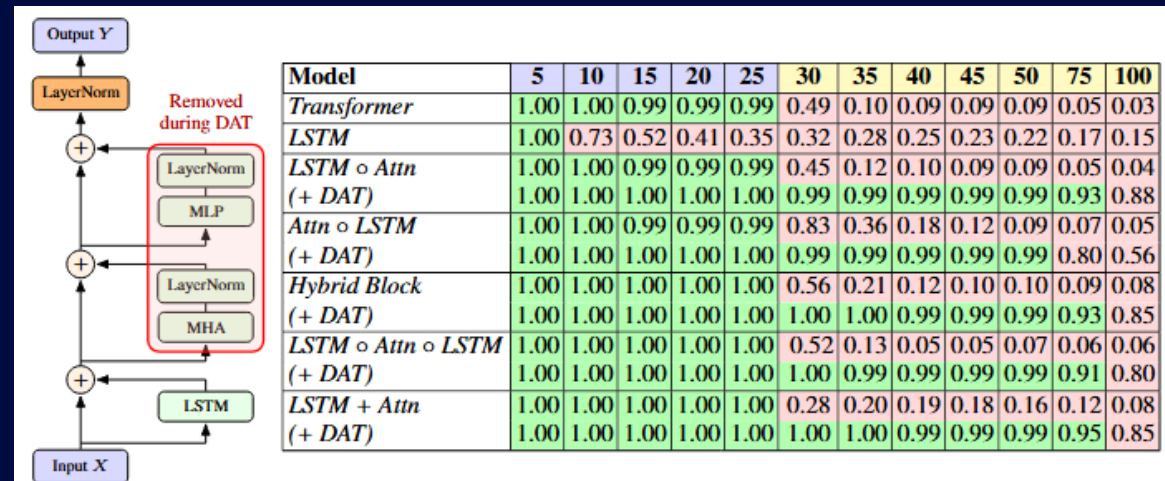 Output Y
LayerNorm
Removed
during DAT
+
LayerNorm
MLP
+
LayerNorm
MHA
+
LSTM
Input X
Model 5 10 15 20 25 30 35 40 45 50 75 100
Transformer 1.00 1.00 0.99 0.99 0.99 0.49 0.10 0.09 0.09 0.09 0.05 0.03
LSTM 1.00 0.73 0.52 0.41 0.35 0.32 0.28 0.25 0.23 0.22 0.17 0.15
LSTM ∘ Attn 1.00 1.00 0.99 0.99 0.99 0.45 0.12 0.10 0.09 0.09 0.05 0.04
(+ DAT) 1.00 1.00 1.00 1.00 1.00 0.99 0.99 0.99 0.99 0.99 0.93 0.88
Attn ∘ LSTM 1.00 1.00 0.99 0.99 0.99 0.83 0.36 0.18 0.12 0.09 0.07 0.05
(+ DAT) 1.00 1.00 1.00 1.00 1.00 0.99 0.99 0.99 0.99 0.99 0.80 0.56
Hybrid Block 1.00 1.00 1.00 1.00 1.00 0.56 0.21 0.12 0.10 0.10 0.09 0.08
(+ DAT) 1.00 1.00 1.00 1.00 1.00 1.00 1.00 0.99 0.99 0.99 0.93 0.85
LSTM ∘ Attn ∘ LSTM 1.00 1.00 1.00 1.00 1.00 0.52 0.13 0.05 0.05 0.07 0.06 0.06
(+ DAT) 1.00 1.00 1.00 1.00 1.00 1.00 0.99 0.99 0.99 0.99 0.91 0.80
LSTM + Attn 1.00 1.00 1.00 1.00 1.00 0.28 0.20 0.19 0.18 0.16 0.12 0.08
(+ DAT) 1.00 1.00 1.00 1.00 1.00 1.00 1.00 0.99 0.99 0.99 0.95 0.85